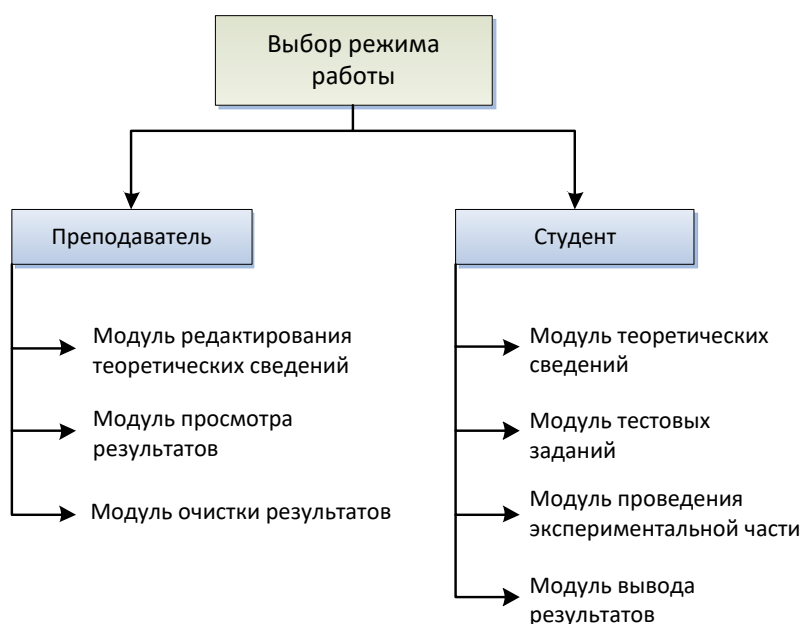 Выбор режима
работы
Преподаватель
Модуль редактирования
теоретических сведений
Модуль просмотра
результатов
Модуль очистки результатов
Студент
Модуль теоретических
сведений
Модуль тестовых
заданий
Модуль проведения
экспериментальной части
Модуль вывода
результатов